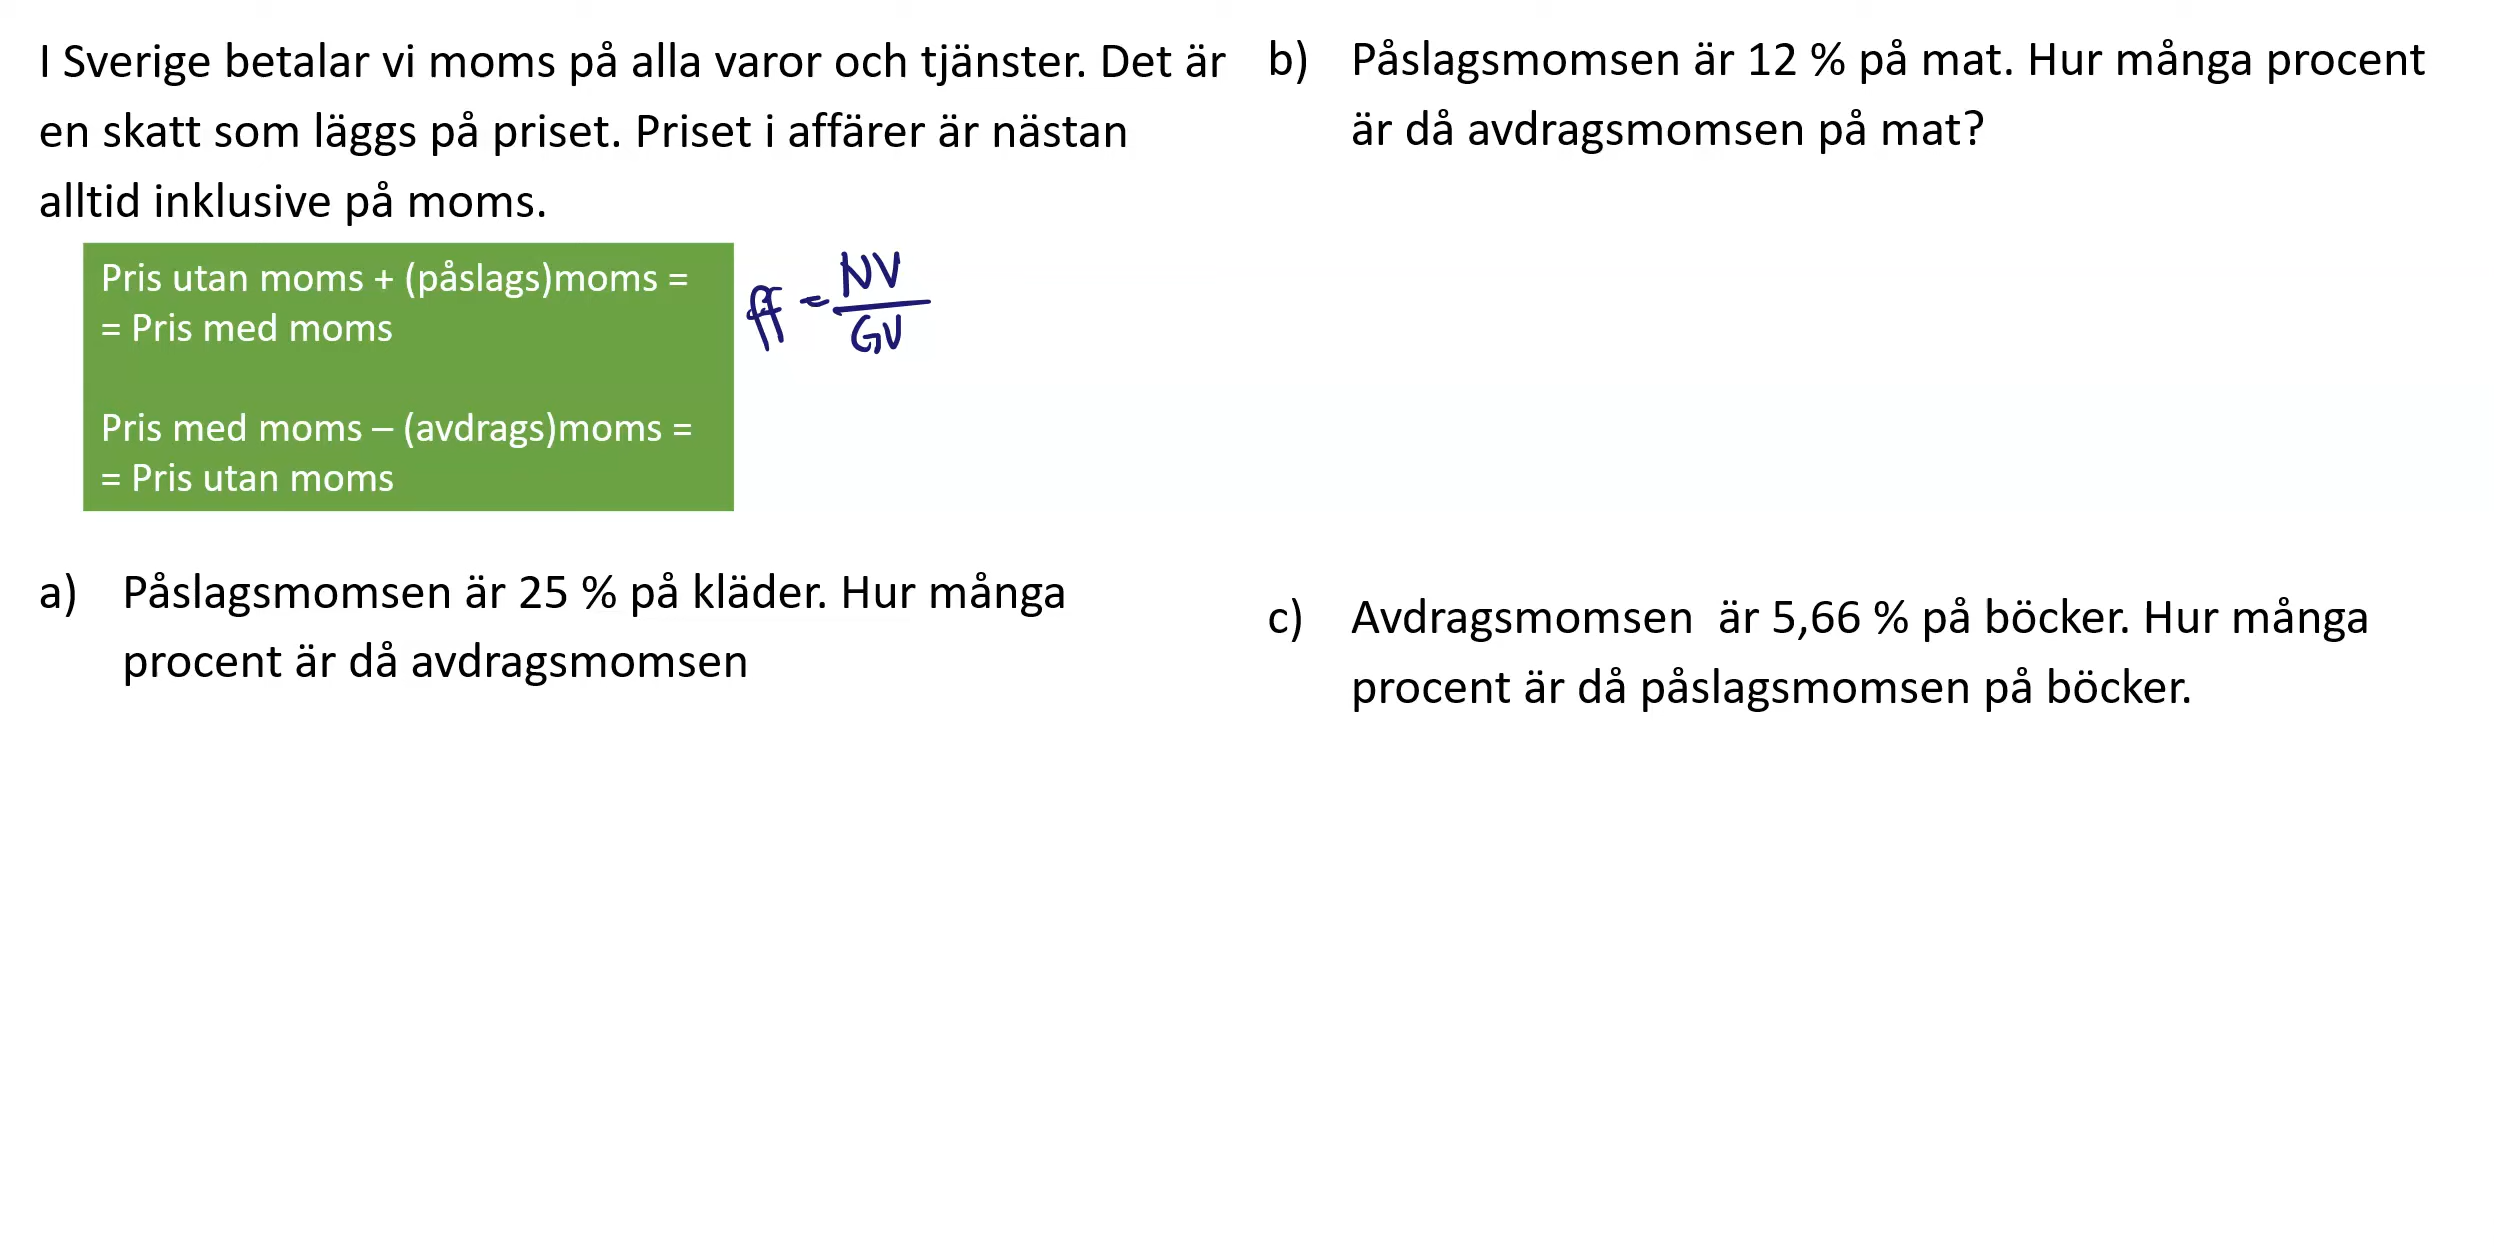 I Sverige betalar vi moms på alla varor och tjänster. Det är
en skatt som läggs på priset. Priset i affärer är nästan
alltid inklusive på moms.
Pris utan moms + (påslags)moms =
= Pris med moms
Pris med moms – (avdrags)moms =
= Pris utan moms
ff = NV
GV
a) Påslagsmomsen är 25 % på kläder. Hur många
procent är då avdragsmomsen
b) Påslagsmomsen är 12 % på mat. Hur många procent
är då avdragsmomsen på mat?
c) Avdragsmomsen är 5,66 % på böcker. Hur många
procent är då påslagsmomsen på böcker.